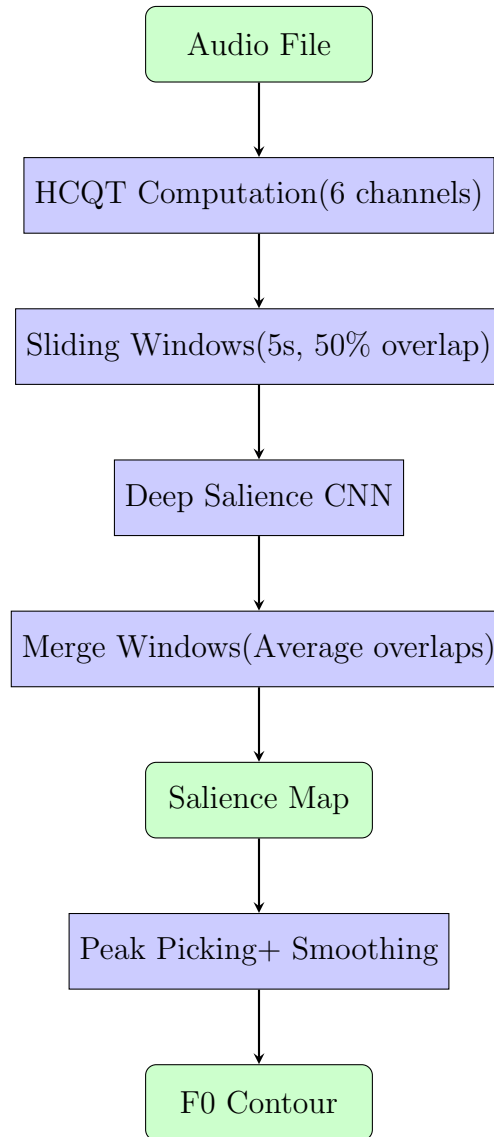 Audio File
HCQT Computation(6 channels)
Sliding Windows(5s, 50% overlap)
Deep Salience CNN
Merge Windows(Average overlaps)
Salience Map
Peak Picking+ Smoothing
F0 Contour